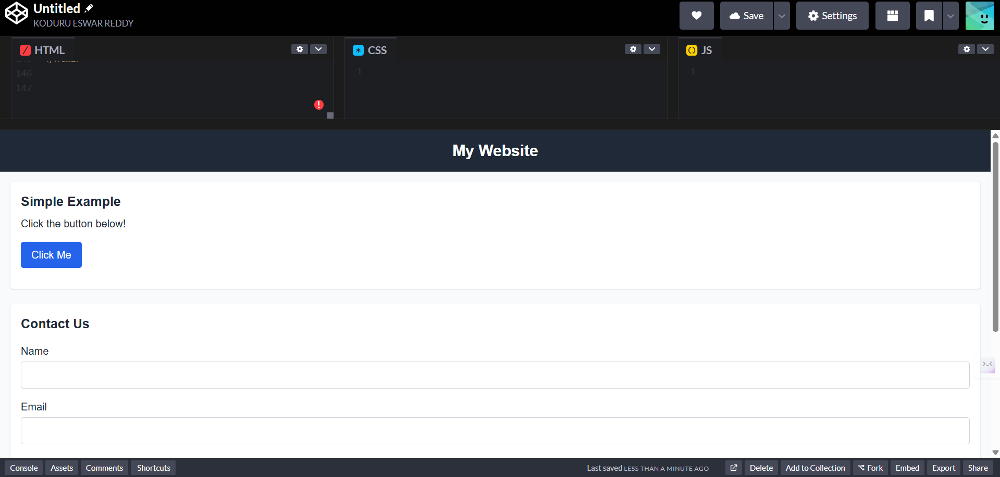 Untitled
KODURU ESWAR REDDY
Save
Settings
HTML
CSS
JS
146
147
1
1
My Website
Simple Example
Click the button below!
Click Me
Contact Us
Name
Email
Console
Assets
Comments
Shortcuts
Last saved LESS THAN A MINUTE AGO
Delete
Add to Collection
Fork
Embed
Export
Share